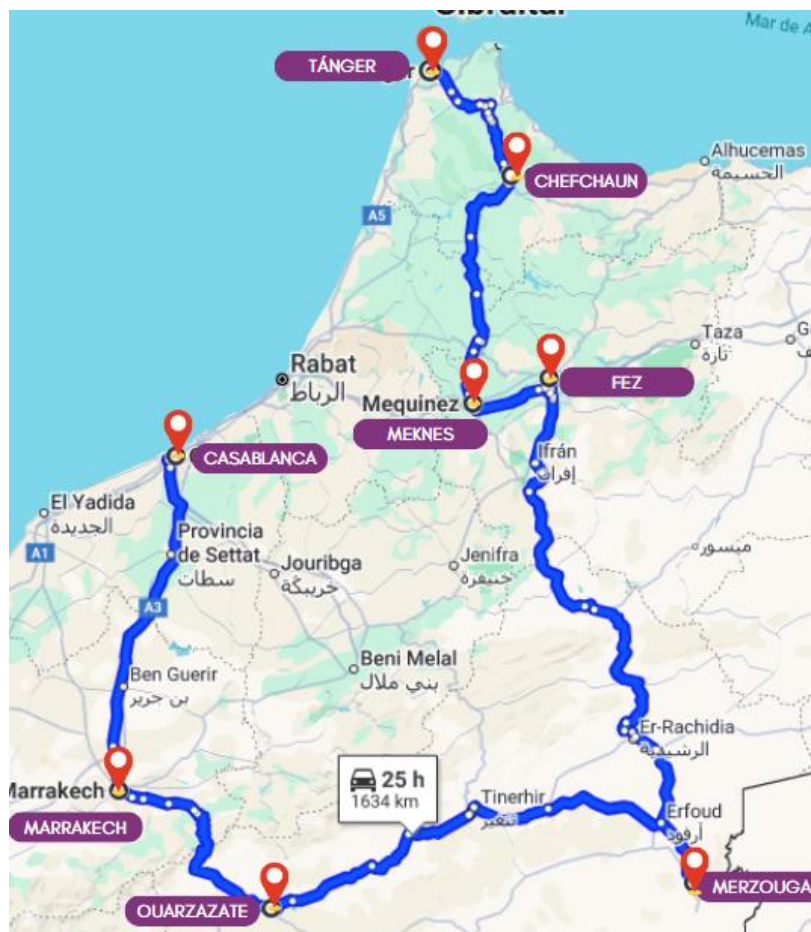 Gibraltar
Mar de A
TÁNGER
Alhucemas
الحسيمة
CHEFCHAUN
A5
Taza
تازة
Rabat
الرباط
FEZ
Mequinez
MEKNES
CASABLANCA
Ifrán
إفران
El Yadida
الجديدة
Provincia
de Settat
سطات
A1
Jouribga
خريبݣة
Jenifra
خنيفرة
ميسور
A3
Beni Melal
بني ملال
Ben Guerir
بن جرير
Er-Rachidia
الرشيدية
Marrakech
MARRAKECH
25 h
1634 km
Tinerhir
تنغير
Erfoud
أرفود
MERZOUGA
OUARZAZATE